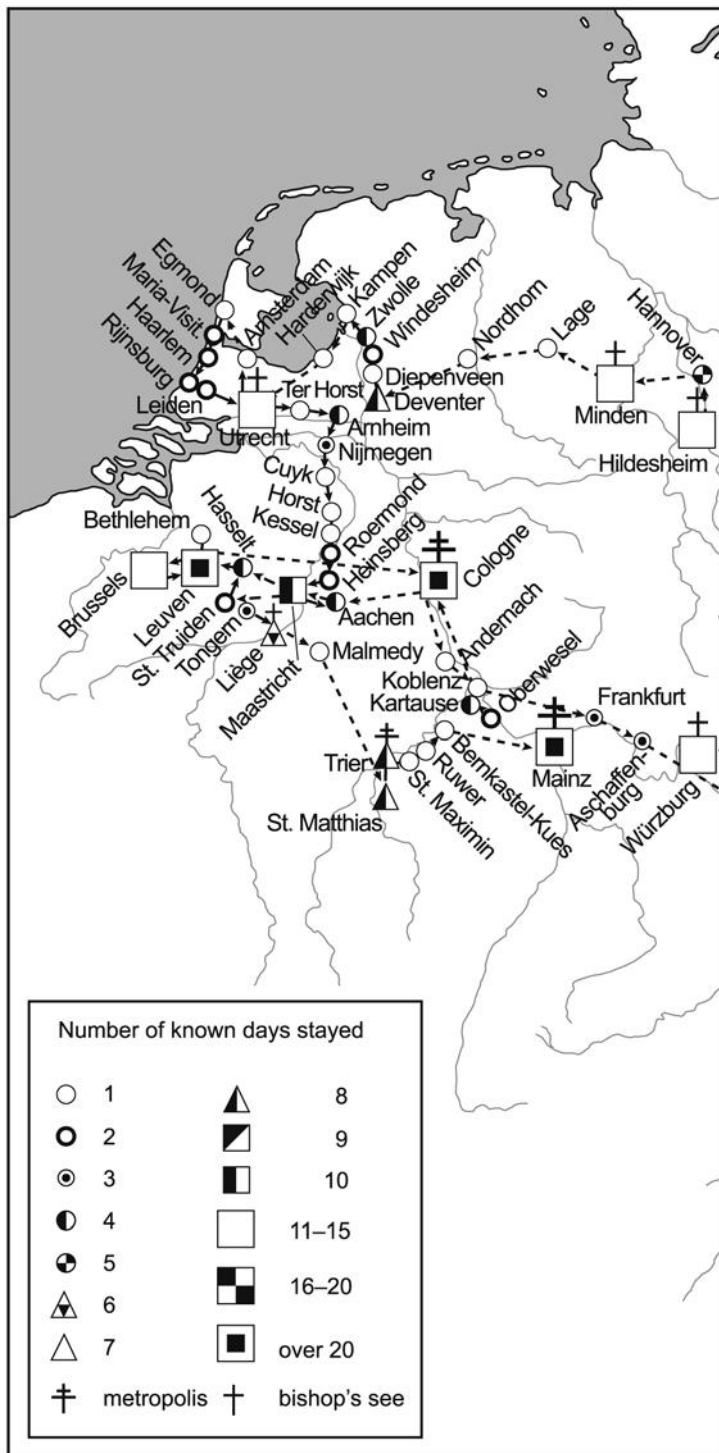 Egmond
Maria-Visit
Haarlem
Rijnsburg
Leiden
Amsterdam
Harderwijk
Kampen
Zwolle
Windesheim
Nordhorn
Lage
Hannover
Diepenveen
Deventer
Minden
Hildesheim
Utrecht
Ter Horst
Arnheim
Nijmegen
Cuyk
Horst
Kessel
Roermond
Heinsberg
Bethlehem
Hasselt
Brussels
Leuven
St. Truiden
Tongern
Liège
Maastricht
Aachen
Cologne
Malmedy
Andernach
Koblenz
Kartause
Oberwesel
Frankfurt
Trier
St. Matthias
St. Maximin
Ruwer
Bernkastel-Kues
Mainz
Aschaffen-
burg
Würzburg
Number of known days stayed
1 8
2 9
3 10
4 11–15
5 16–20
6 over 20
7
metropolis bishop's see